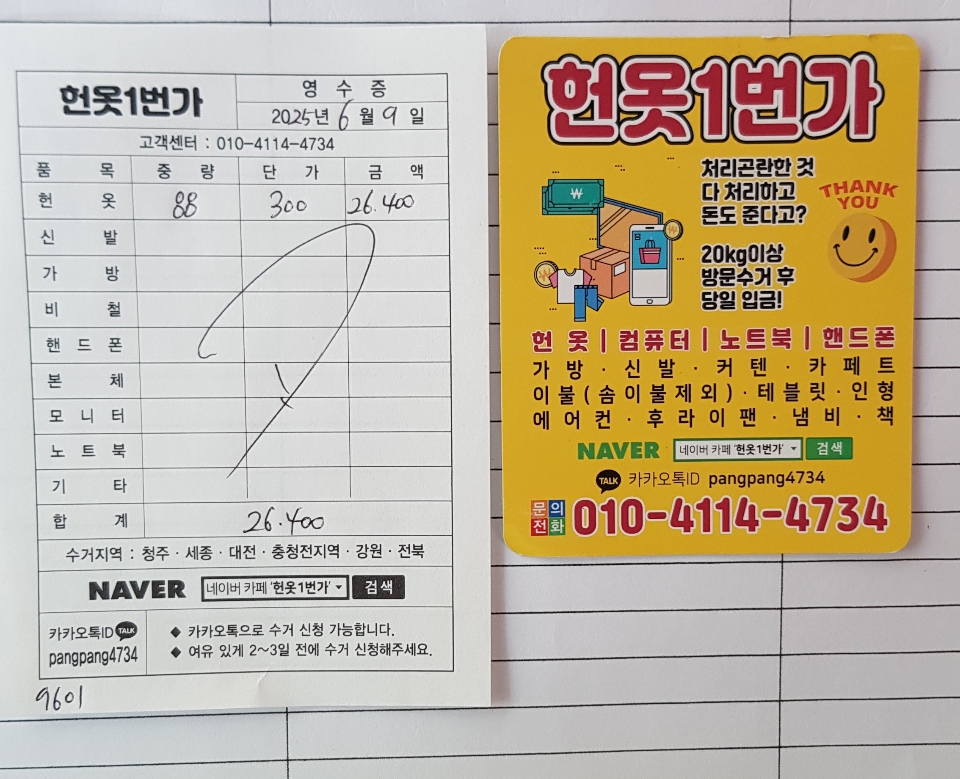 헌옷1번가
영 수 증
2025년 6월 9일
고객센터 : 010-4114-4734
품 목 중 량 단 가 금 액
헌 옷 88 300 26.400
신 발
가 방
비 철
핸 드 폰
본 체
모 니 터
노 트 북
기 타
합 계 26.400
수거지역 : 청주 · 세종 · 대전 · 충청전지역 · 강원 · 전북
NAVER 네이버 카페 '헌옷1번가' 검색
카카오톡ID TALK
pangpang4734
◆ 카카오톡으로 수거 신청 가능합니다.
◆ 여유 있게 2~3일 전에 수거 신청해주세요.
9601
헌옷1번가
처리곤란한 것
다 처리하고
돈도 준다고?
THANK
YOU
20kg이상
방문수거 후
당일 입금!
헌 옷 | 컴퓨터 | 노트북 | 핸드폰
가 방 · 신 발 · 커 텐 · 카 페 트
이불(솜이불제외) · 테블릿 · 인형
에어컨 · 후라이팬 · 냄비 · 책
NAVER 네이버 카페 '헌옷1번가' 검색
TALK 카카오톡ID pangpang4734
문의
전화 010-4114-4734